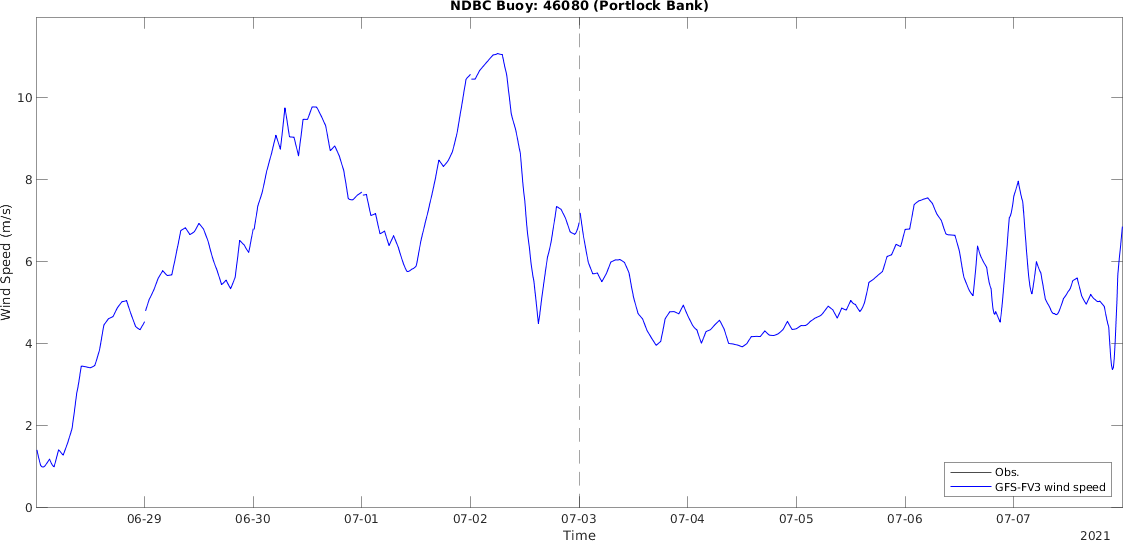 NDBC Buoy: 46080 (Portlock Bank)
10
8
6
4
2
0
Wind Speed (m/s)
Obs.
GFS-FV3 wind speed
06-29 06-30 07-01 07-02 07-03 07-04 07-05 07-06 07-07
Time
2021